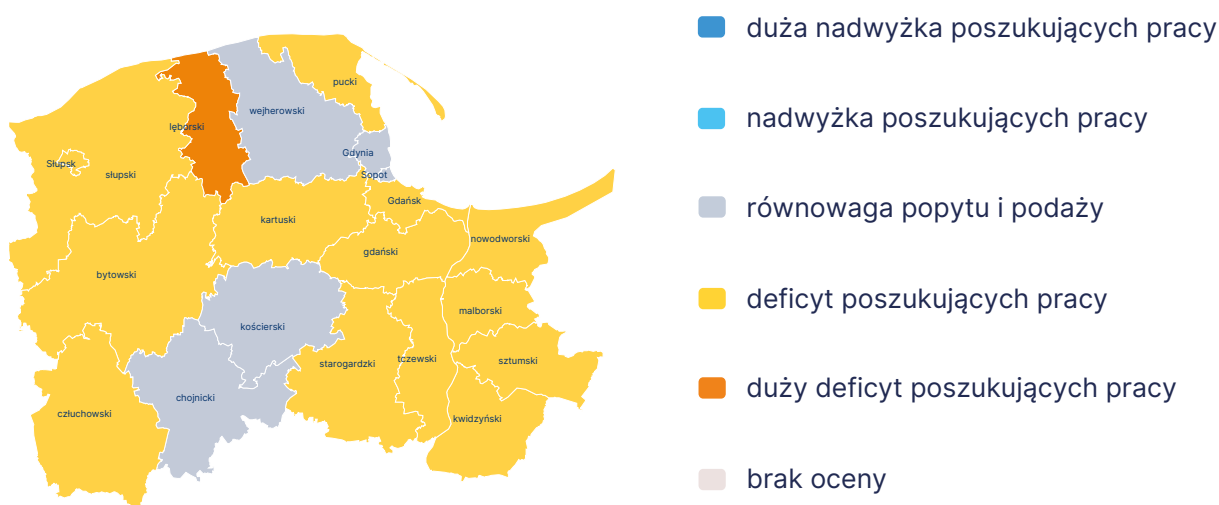 pucki
wejherowski
lęborski
Gdynia
Słupsk
słupski
Sopot
Gdańsk
kartuski
nowodworski
gdański
bytowski
malborski
kościerski
tczewski
sztumski
starogardzki
chojnicki
człuchowski
kwidzyński
duża nadwyżka poszukujących pracy
nadwyżka poszukujących pracy
równowaga popytu i podaży
deficyt poszukujących pracy
duży deficyt poszukujących pracy
brak oceny